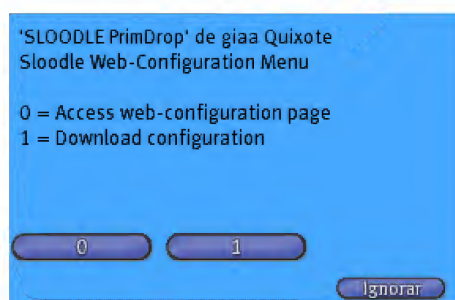 'SLOODLE PrimDrop' de giaa Quixote
Sloodle Web-Configuration Menu
0 = Access web-configuration page
1 = Download configuration
0 1
Ignorar